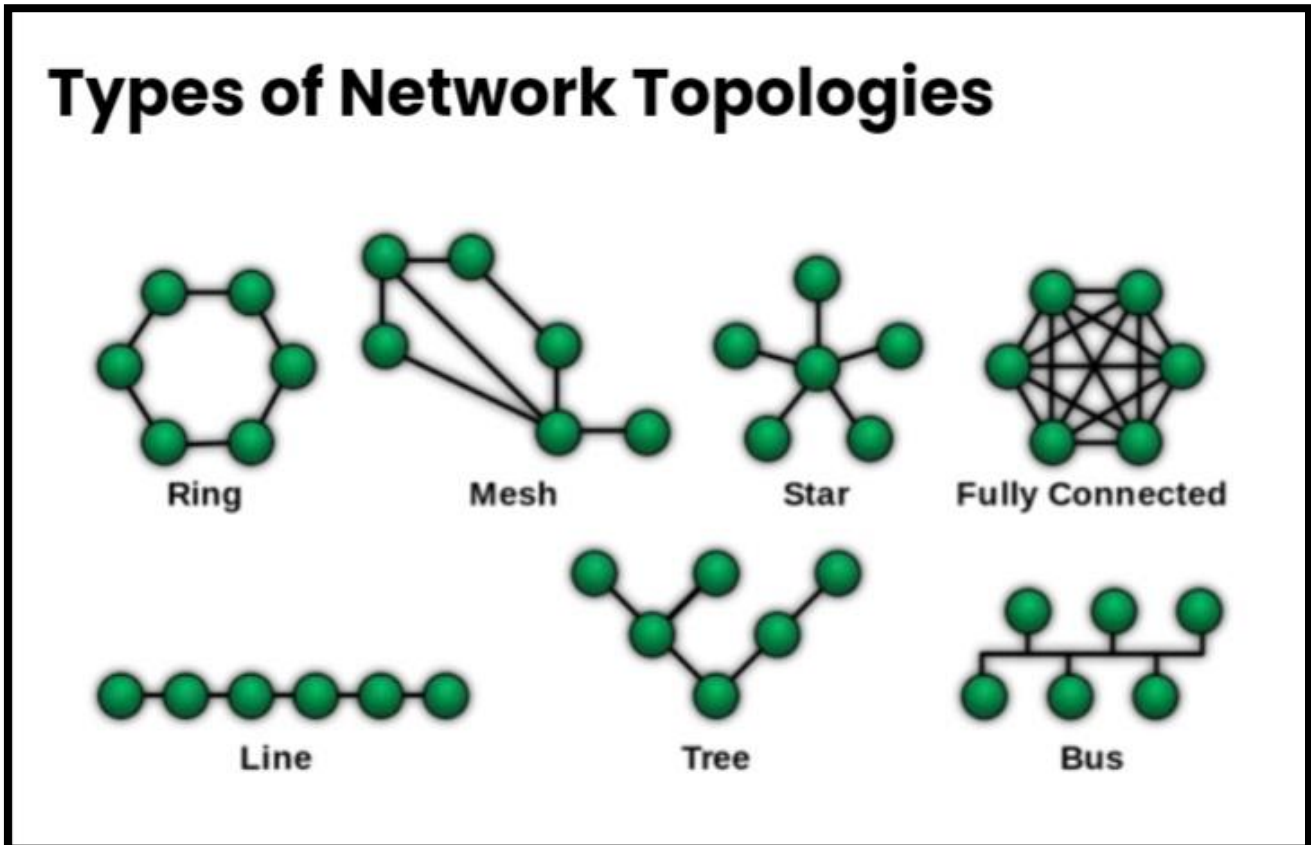 Types of Network Topologies
Ring
Mesh
Star
Fully Connected
Line
Tree
Bus